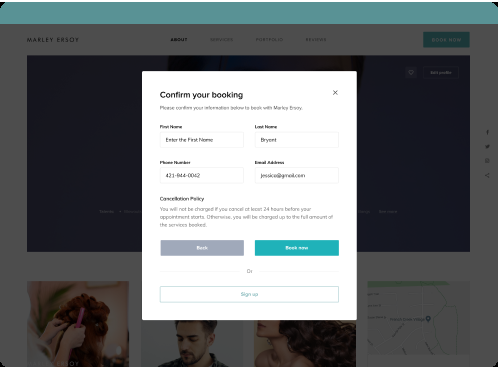 MARLEY ERSOY
ABOUT SERVICES PORTFOLIO REVIEWS
BOOK NOW
Edit profile
Confirm your booking
Please confirm your information below to book with Marley Ersoy.
First Name
Last Name
Enter the First Name
Bryant
Phone Number
Email Address
421-944-0042
jessica@gmail.com
Cancellation Policy
You will not be charged if you cancel at least 24 hours before your
appointment starts. Otherwise, you will be charged up to the full amount of
the services booked.
Back
Book now
Or
Sign up